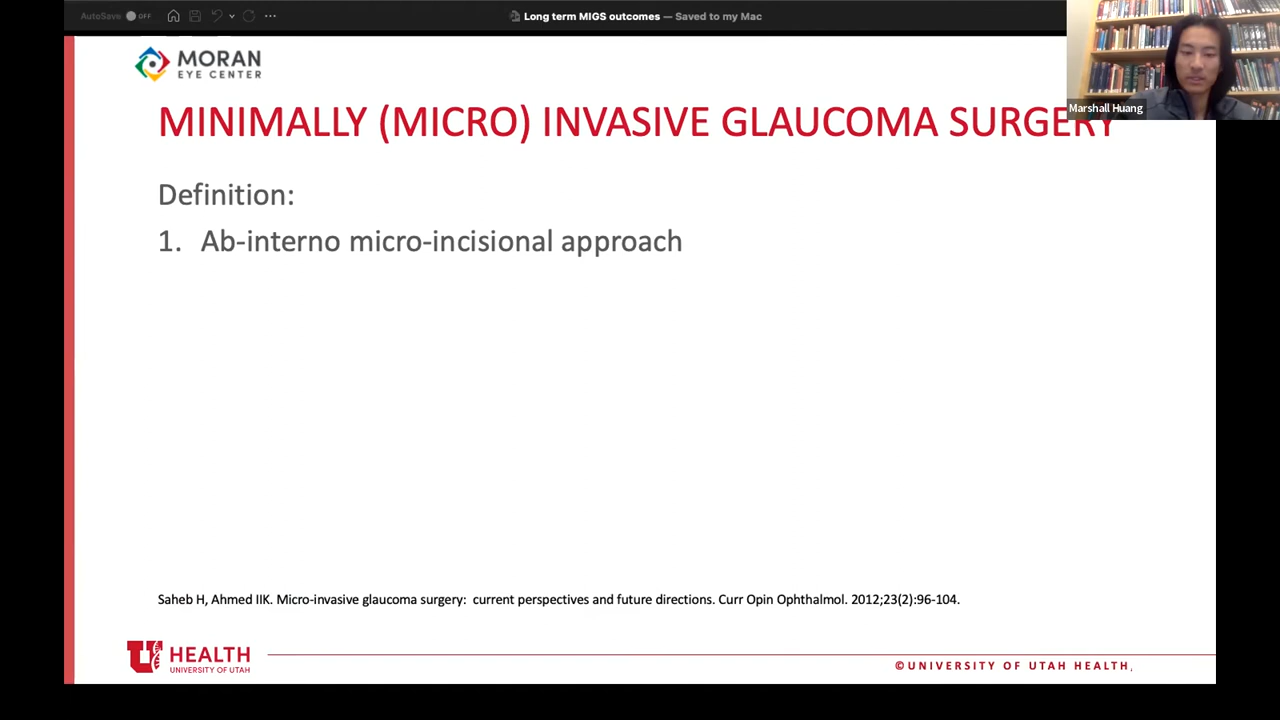 AutoSave OFF
Long term MIGS outcomes — Saved to my Mac
Marshall Huang
MORAN
EYE CENTER
MINIMALLY (MICRO) INVASIVE GLAUCOMA SURGERY
Definition:
1. Ab-interno micro-incisional approach
Saheb H, Ahmed IIK. Micro-invasive glaucoma surgery: current perspectives and future directions. Curr Opin Ophthalmol. 2012;23(2):96-104.
U HEALTH
UNIVERSITY OF UTAH
©UNIVERSITY OF UTAH HEALTH,